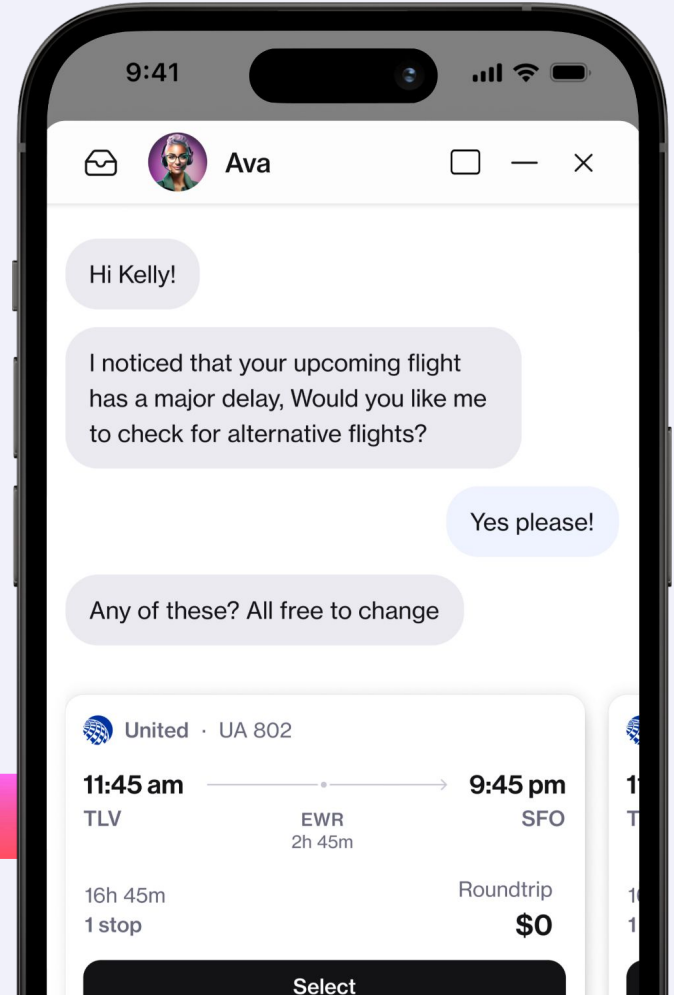 9:41
Ava
Hi Kelly!
I noticed that your upcoming flight
has a major delay, Would you like me
to check for alternative flights?
Yes please!
Any of these? All free to change
United · UA 802
11:45 am
9:45 pm
TLV
EWR
SFO
2h 45m
16h 45m
Roundtrip
1 stop
$0
Select